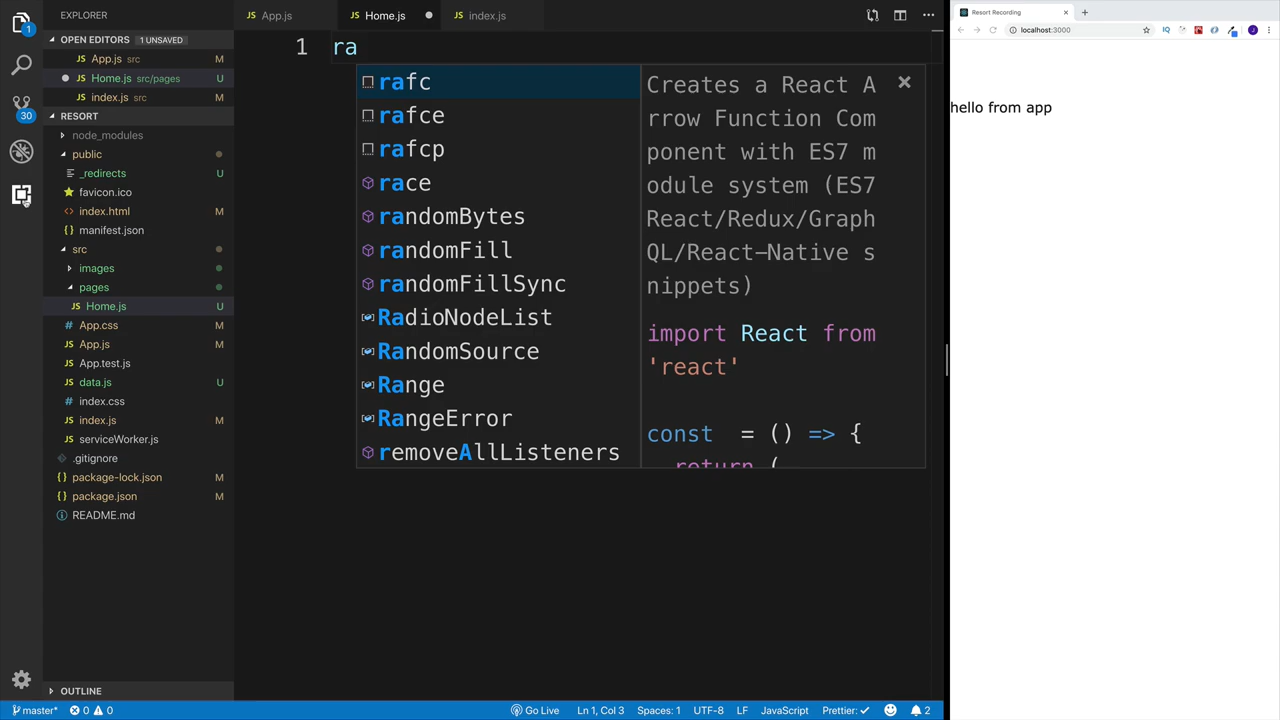 EXPLORER
OPEN EDITORS 1 UNSAVED
App.js src M
Home.js src/pages U
index.js src M
RESORT
node_modules
public
_redirects U
favicon.ico
index.html M
manifest.json
src
images
pages
Home.js U
App.css M
App.js M
App.test.js
data.js U
index.css
index.js M
serviceWorker.js
.gitignore
package-lock.json M
package.json M
README.md
OUTLINE
1
30
App.js
Home.js
index.js
1 ra
rafc
rafce
rafcp
race
randomBytes
randomFill
randomFillSync
RadioNodeList
RandomSource
Range
RangeError
removeAllListeners
Creates a React A
rrow Function Com
ponent with ES7 m
odule system (ES7
React/Redux/Graph
QL/React-Native s
nippets)
import React from
'react'
const = () => {
return (
master* 0 0 Go Live Ln 1, Col 3 Spaces: 1 UTF-8 LF JavaScript Prettier: ✓ 2
Resort Recording
localhost:3000
IQ
J
hello from app